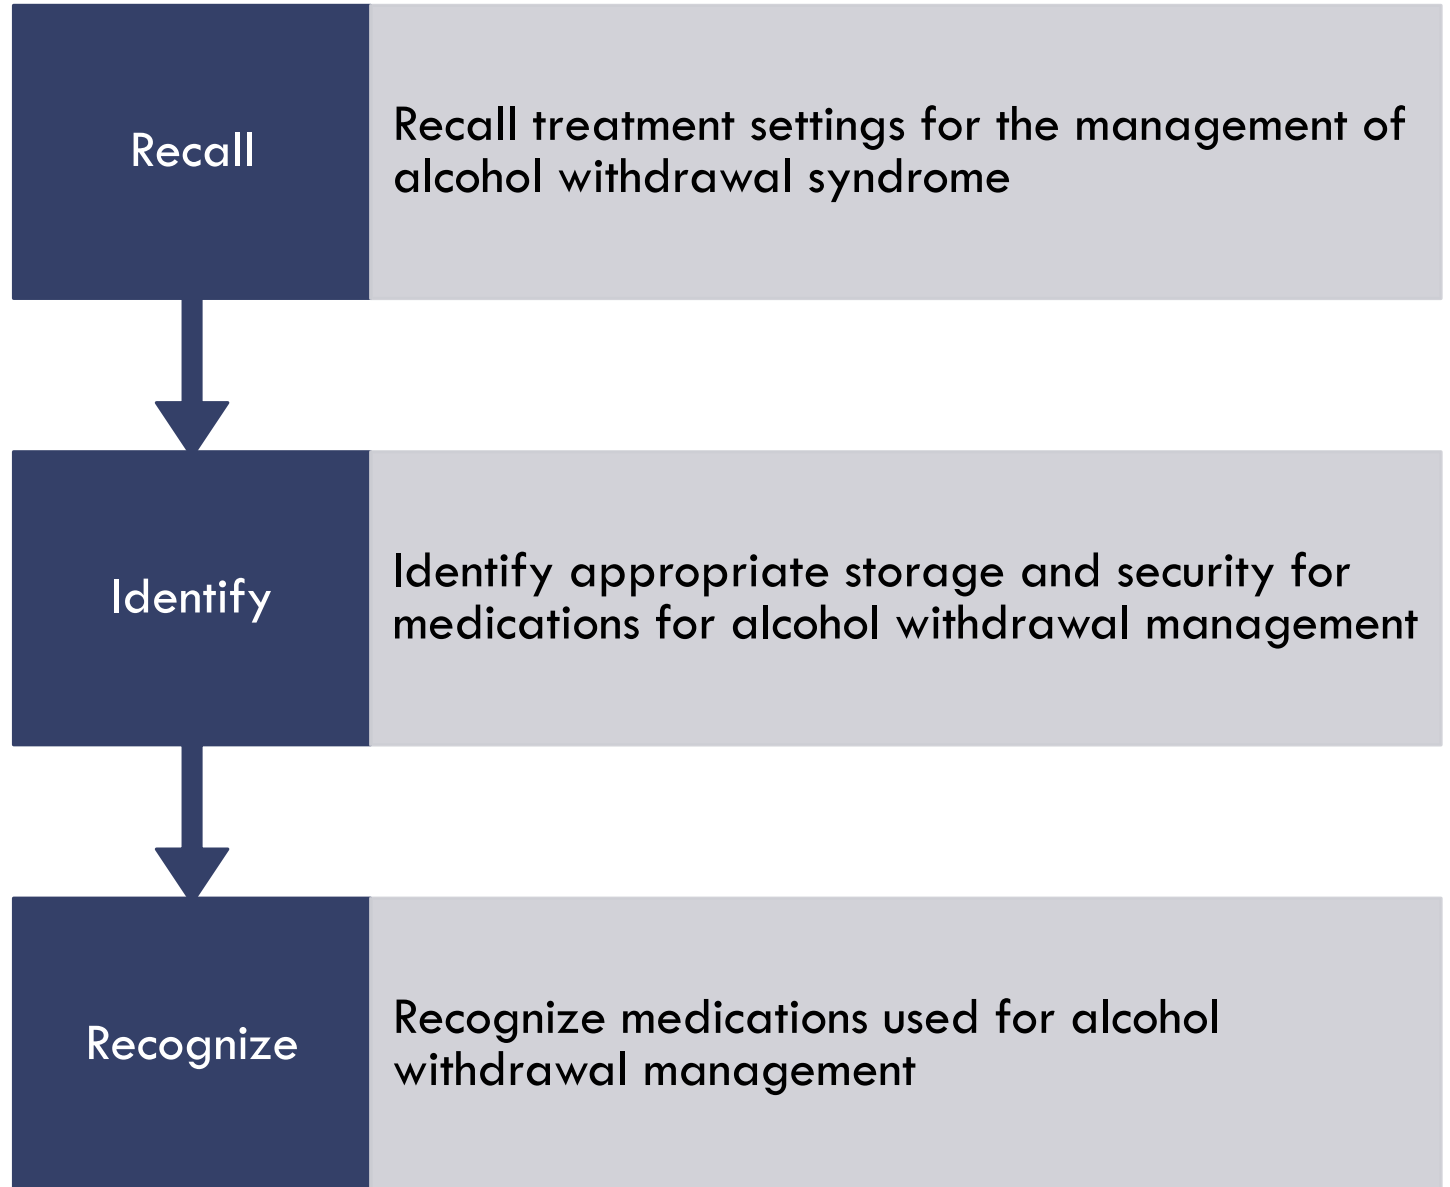 Recall
Recall treatment settings for the management of
alcohol withdrawal syndrome
Identify
Identify appropriate storage and security for
medications for alcohol withdrawal management
Recognize
Recognize medications used for alcohol
withdrawal management